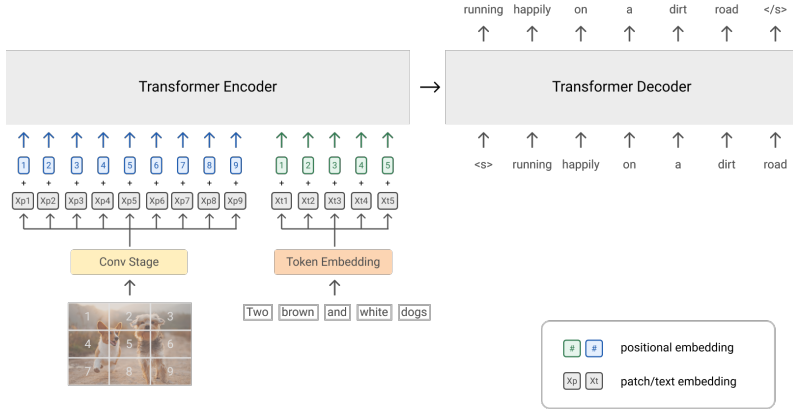 running happily on a dirt road </s>
Transformer Encoder
Transformer Decoder
1 2 3 4 5 6 7 8 9
1 2 3 4 5
+ + + + + + + + +
+ + + + +
<s> running happily on a dirt road
Xp1 Xp2 Xp3 Xp4 Xp5 Xp6 Xp7 Xp8 Xp9
Xt1 Xt2 Xt3 Xt4 Xt5
Conv Stage
Token Embedding
Two brown and white dogs
1 2 3
4 5 6
7 8 9
# # positional embedding
Xp Xt patch/text embedding